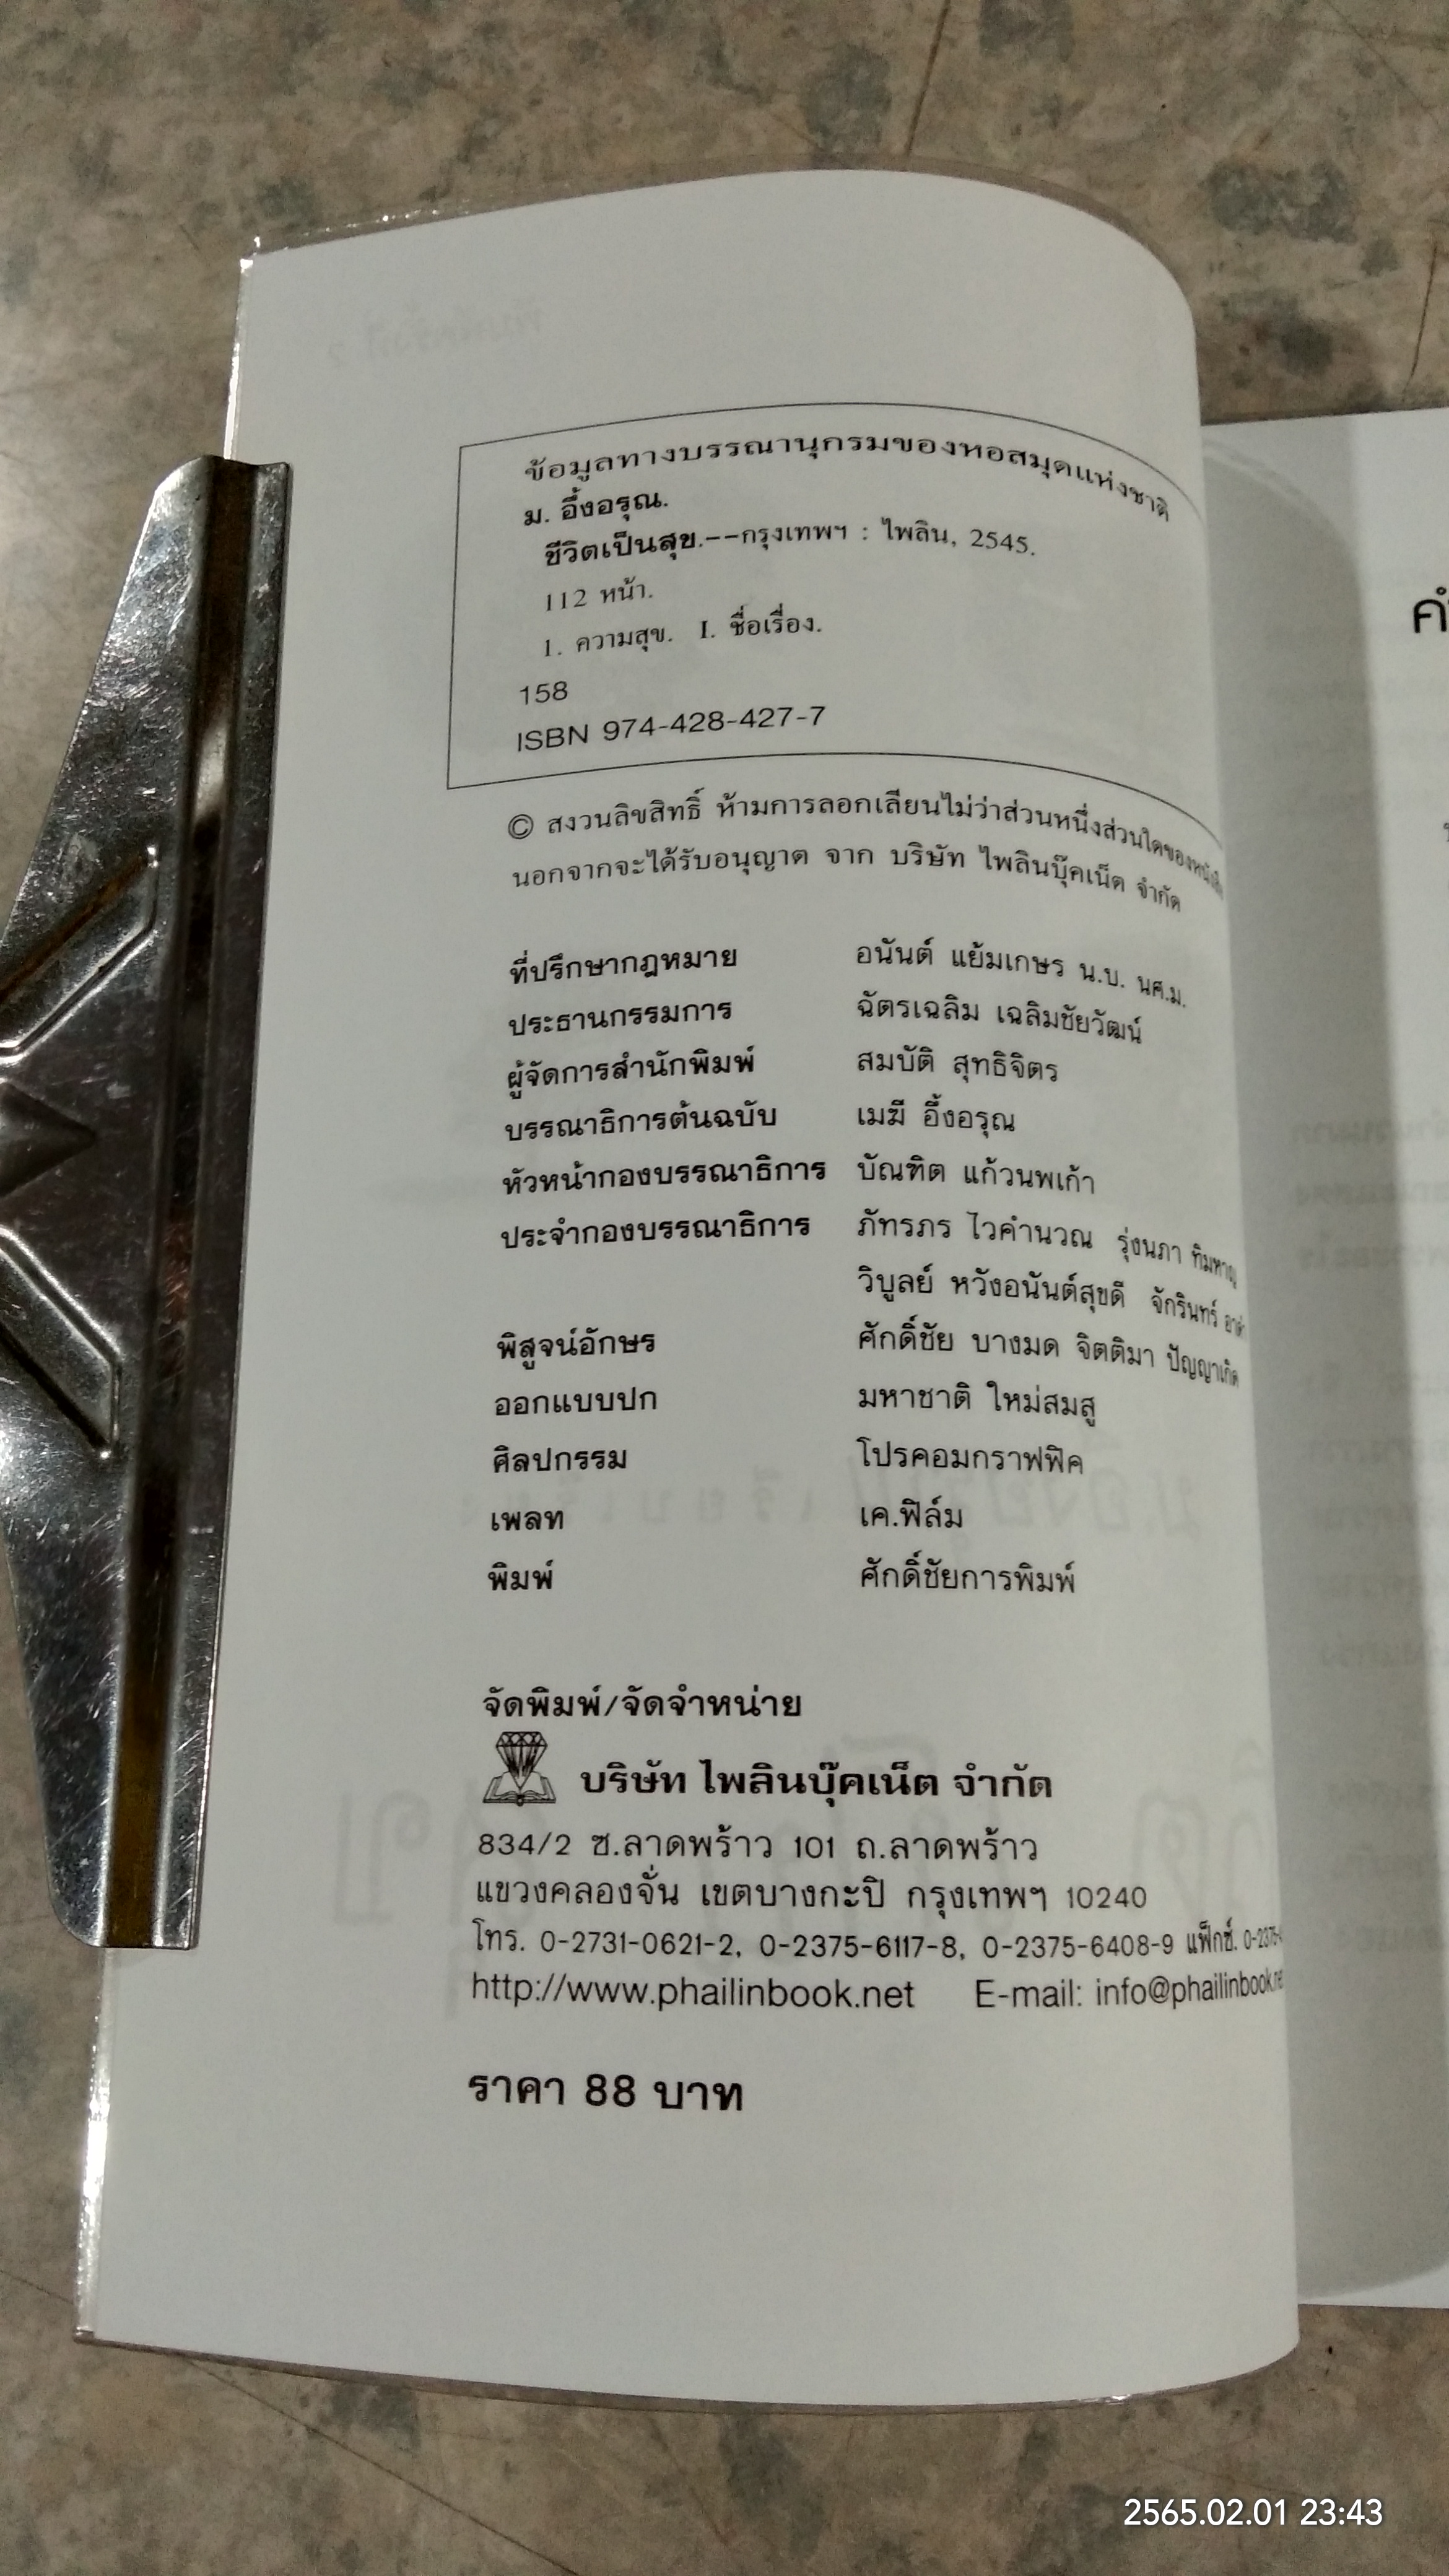 ข้อมูลทางบรรณานุกรมของหอสมุดแห่งชาติ
ม. อึ้งอรุณ.
ชีวิตเป็นสุข.--กรุงเทพฯ : ไพลิน, 2545.
112 หน้า.
1. ความสุข. I. ชื่อเรื่อง.
158
ISBN 974-428-427-7
© สงวนลิขสิทธิ์ ห้ามการลอกเลียนไม่ว่าส่วนหนึ่งส่วนใดของ
นอกจากจะได้รับอนุญาต จาก บริษัท ไพลินบุ๊คเน็ต จำกัด
ที่ปรึกษากฎหมาย อนันต์ แย้มเกษร น.บ. นศ.ม.
ประธานกรรมการ ฉัตรเฉลิม เฉลิมชัยวัฒน์
ผู้จัดการสำนักพิมพ์ สมบัติ สุทธิจิตร
บรรณาธิการต้นฉบับ เมฆี อึ้งอรุณ
หัวหน้ากองบรรณาธิการ บัณฑิต แก้วนพเก้า
ประจำกองบรรณาธิการ ภัทรภร ไวคำนวณ รุ่งนภา
วิบูลย์ หวังอนันต์สุขดี จักรินทร์
พิสูจน์อักษร ศักดิ์ชัย บางมด จิตติมา ปัญญาเกิด
ออกแบบปก มหาชาติ ใหม่สมสู
ศิลปกรรม โปรคอมกราฟฟิค
เพลท เค.ฟิล์ม
พิมพ์ ศักดิ์ชัยการพิมพ์
จัดพิมพ์/จัดจำหน่าย
บริษัท ไพลินบุ๊คเน็ต จำกัด
834/2 ซ.ลาดพร้าว 101 ถ.ลาดพร้าว
แขวงคลองจั่น เขตบางกะปิ กรุงเทพฯ 10240
โทร. 0-2731-0621-2, 0-2375-6117-8, 0-2375-6408-9 แฟ็กซ์.
http://www.phailinbook.net E-mail: info@phailinbook.ne
ราคา 88 บาท
2565.02.01 23:43